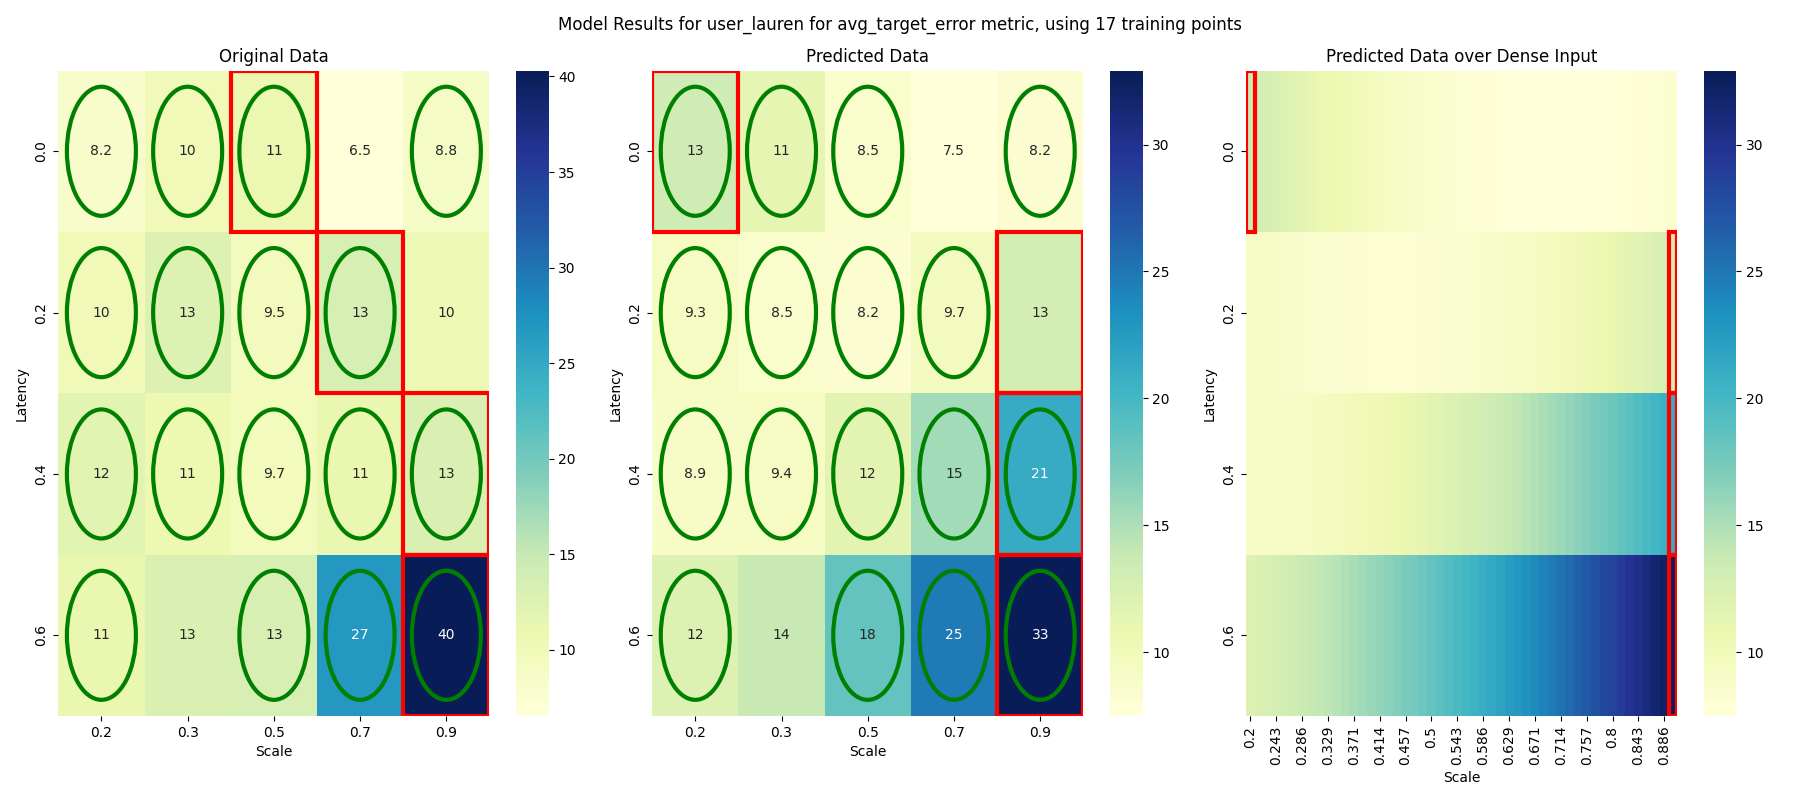 Model Results for user_lauren for avg_target_error metric, using 17 training points
Original Data
Latency
0.0 8.2 10 11 6.5 8.8
0.2 10 13 9.5 13 10
0.4 12 11 9.7 11 13
0.6 11 13 13 27 40
0.2 0.3 0.5 0.7 0.9
Scale
40
35
30
25
20
15
10
Predicted Data
Latency
0.0 13 11 8.5 7.5 8.2
0.2 9.3 8.5 8.2 9.7 13
0.4 8.9 9.4 12 15 21
0.6 12 14 18 25 33
0.2 0.3 0.5 0.7 0.9
Scale
30
25
20
15
10
Predicted Data over Dense Input
Latency
0.0
0.2
0.4
0.6
0.2 0.243 0.286 0.329 0.371 0.414 0.457 0.5 0.543 0.586 0.629 0.671 0.714 0.757 0.8 0.843 0.886
Scale
30
25
20
15
10